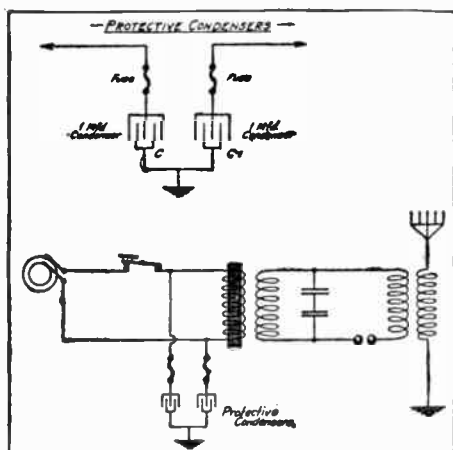 — PROTECTIVE CONDENSERS →
Fuse Fuse
1 Mfd. 1 Mfd.
Condenser Condenser
C C1
Protective
Condensers